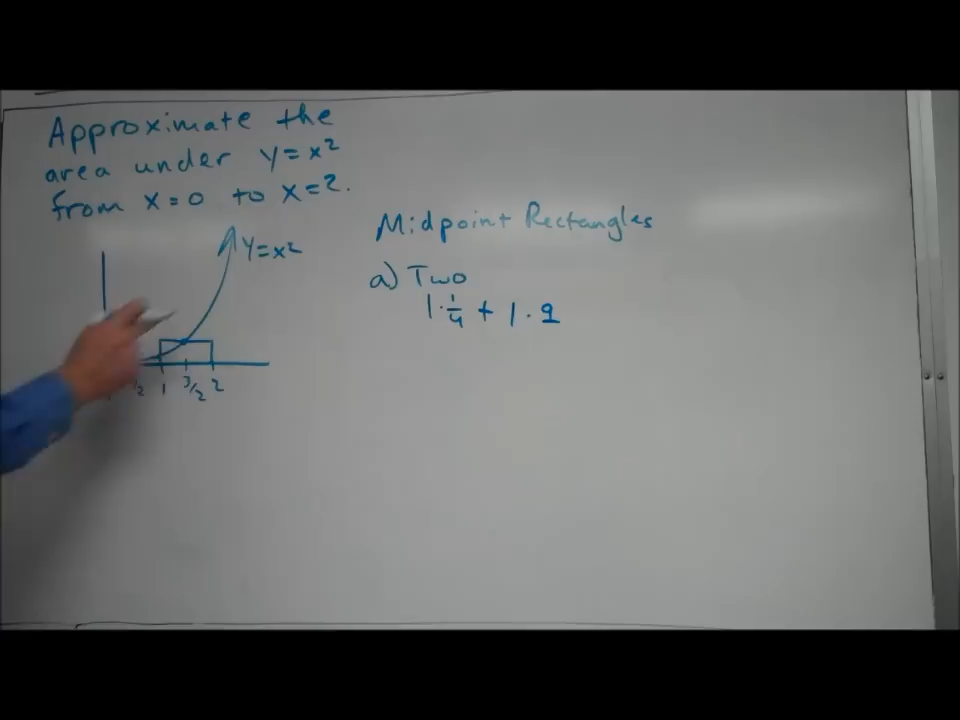 Approximate the
area under y=x²
from x=0 to x=2.
y=x²
1 3/2 2
Midpoint Rectangles
a) Two
1·1/4 + 1·9